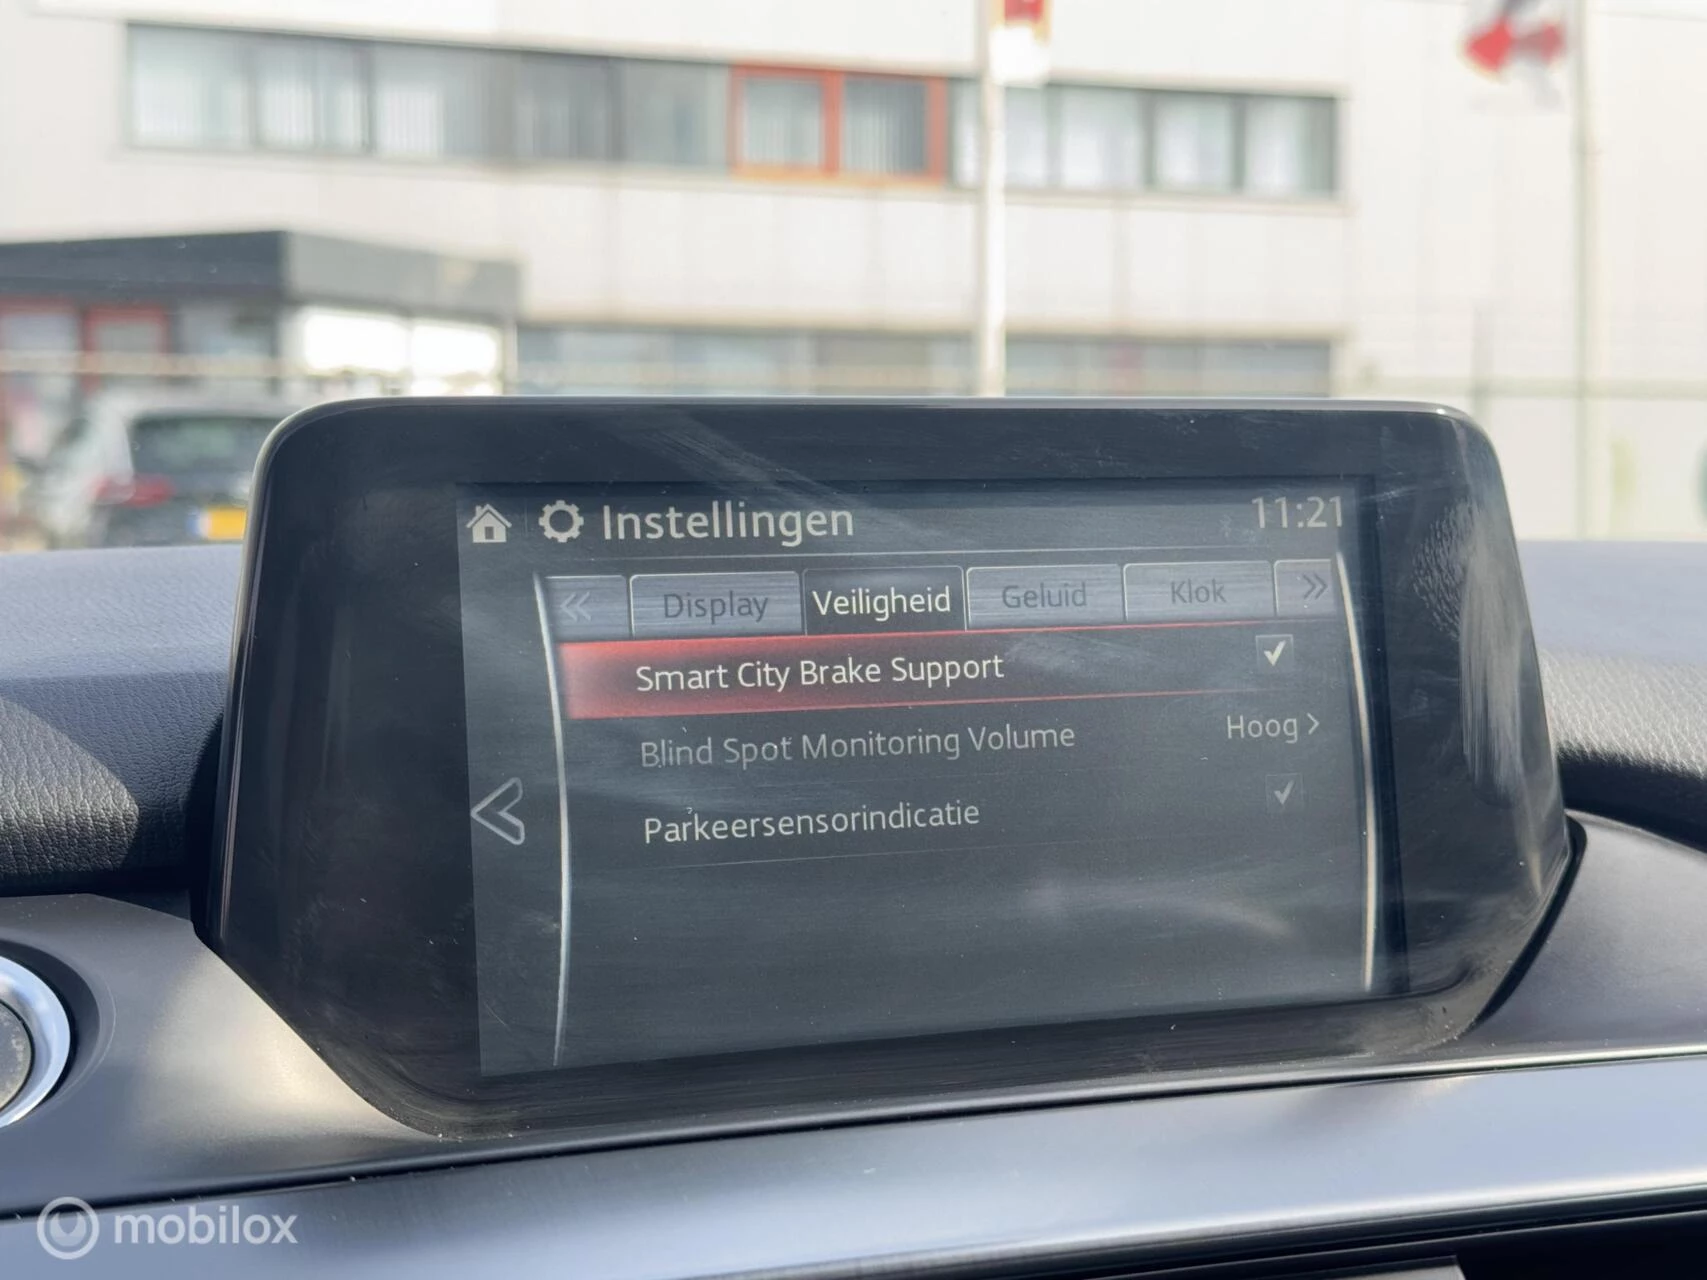 Instellingen
11:21
Display
Veiligheid
Geluid
Klok
Smart City Brake Support
Blind Spot Monitoring Volume
Hoog
Parkeersensorindicatie
mobilox